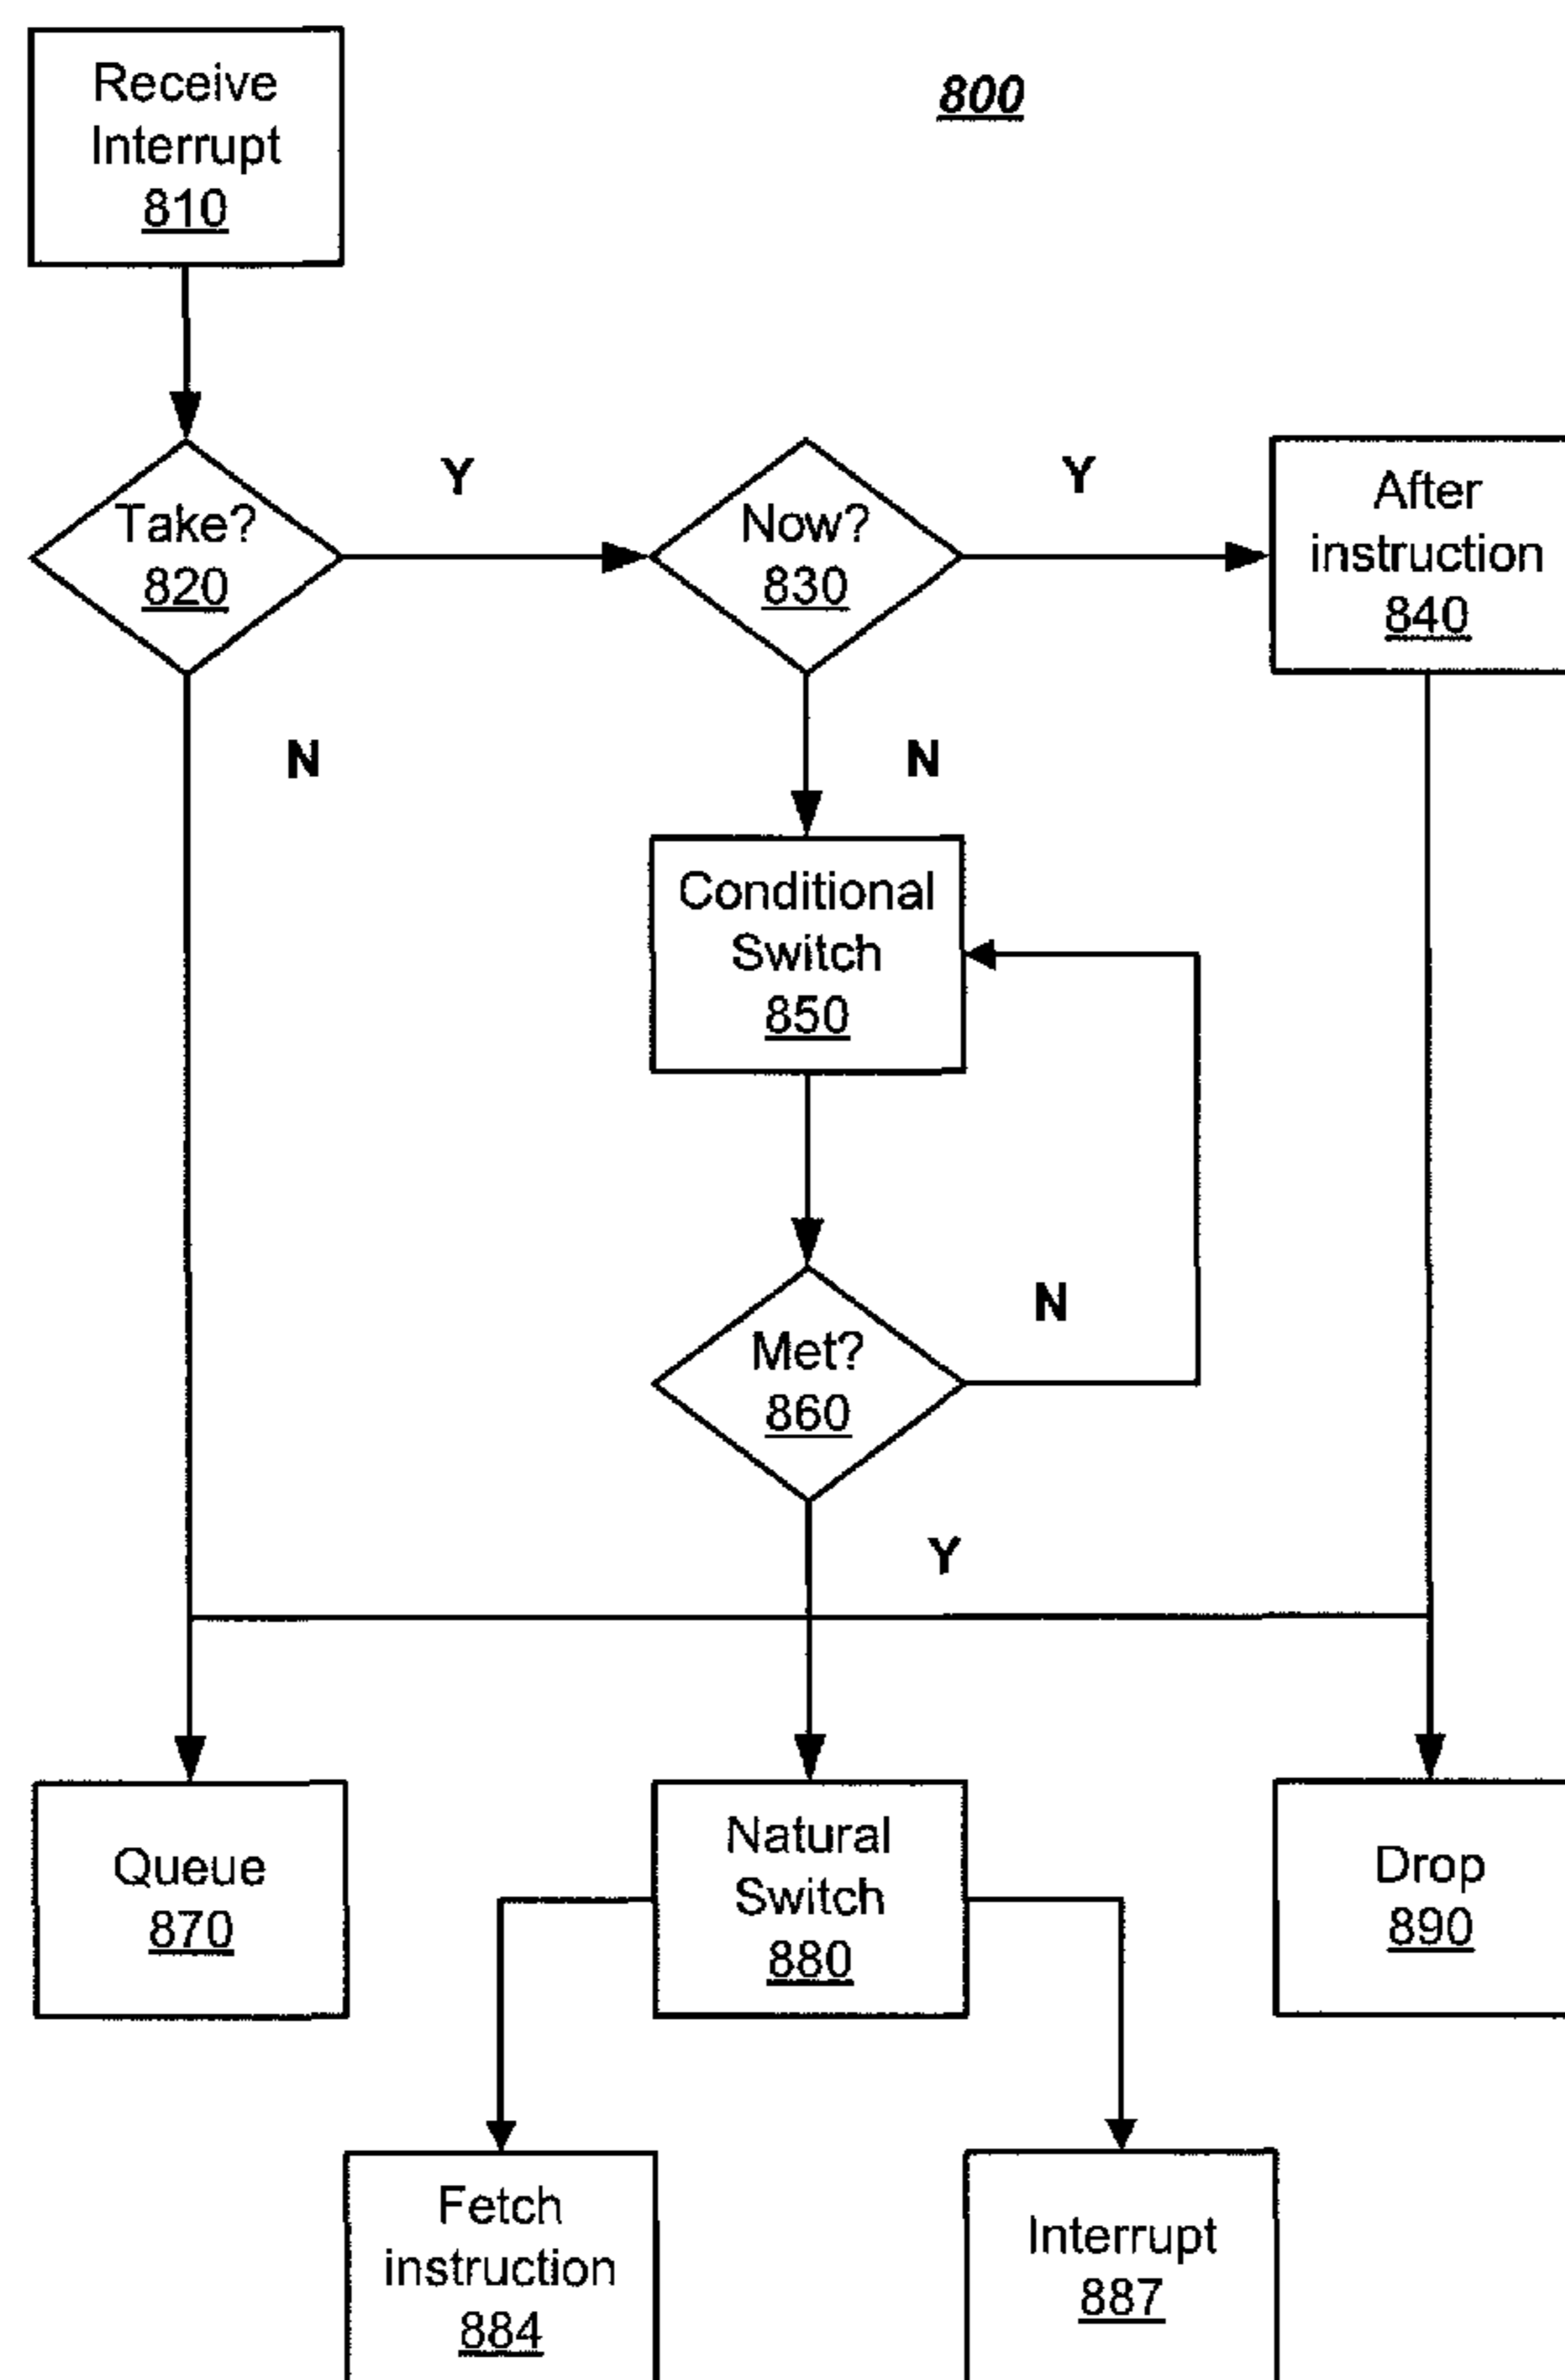 Receive
Interrupt
810
800
Take?
820
Y
Now?
830
Y
After
instruction
840
N
N
Conditional
Switch
850
Met?
860
N
Y
Queue
870
Natural
Switch
880
Drop
890
Fetch
instruction
884
Interrupt
887